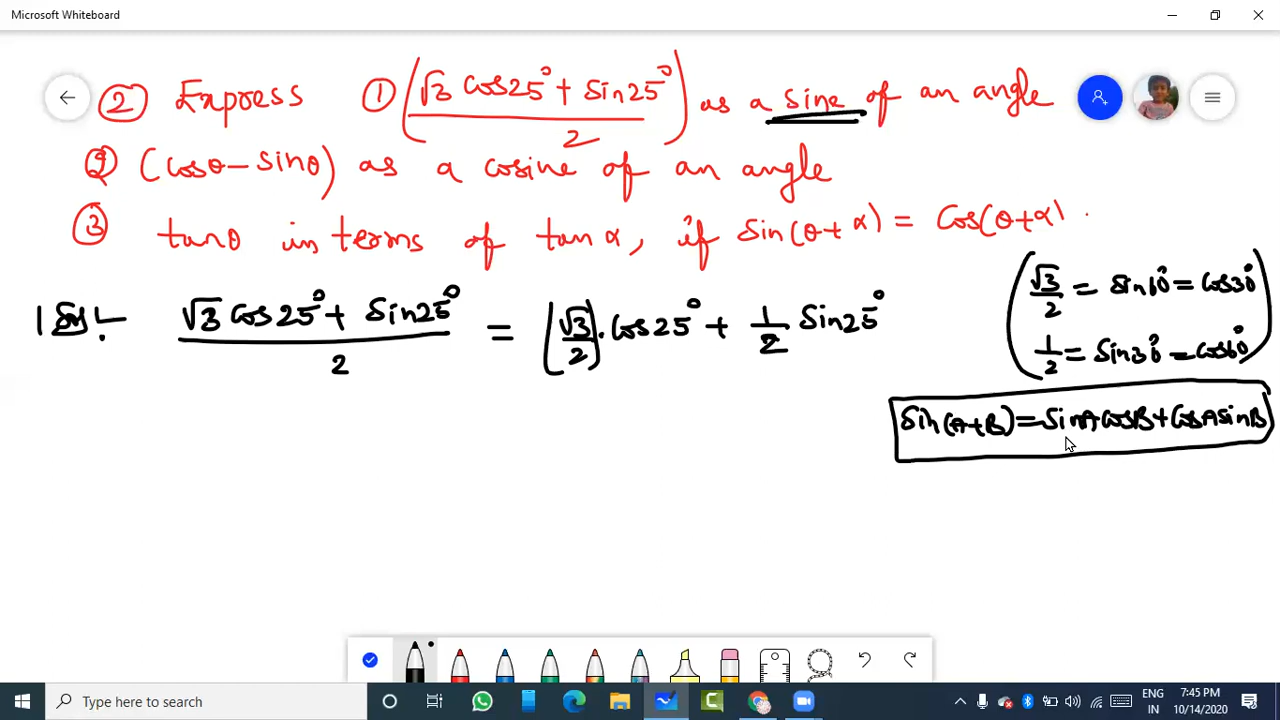 Microsoft Whiteboard
② Express ① (√3 Cos25° + Sin25° / 2) as a sine of an angle
② (Cosθ - Sinθ) as a cosine of an angle
③ tanθ in terms of tanα, if sin(θ+α) = Cos(θ+α).
(√3/2 = Sin60° = Cos30°
1/2 = Sin30° = Cos60°)
1 Sol:- √3 Cos25° + Sin25° / 2 = (√3/2) . Cos25° + 1/2 Sin25°
Sin(A+B) = SinA CosB + CosA SinB
Type here to search
ENG
IN
7:45 PM
10/14/2020